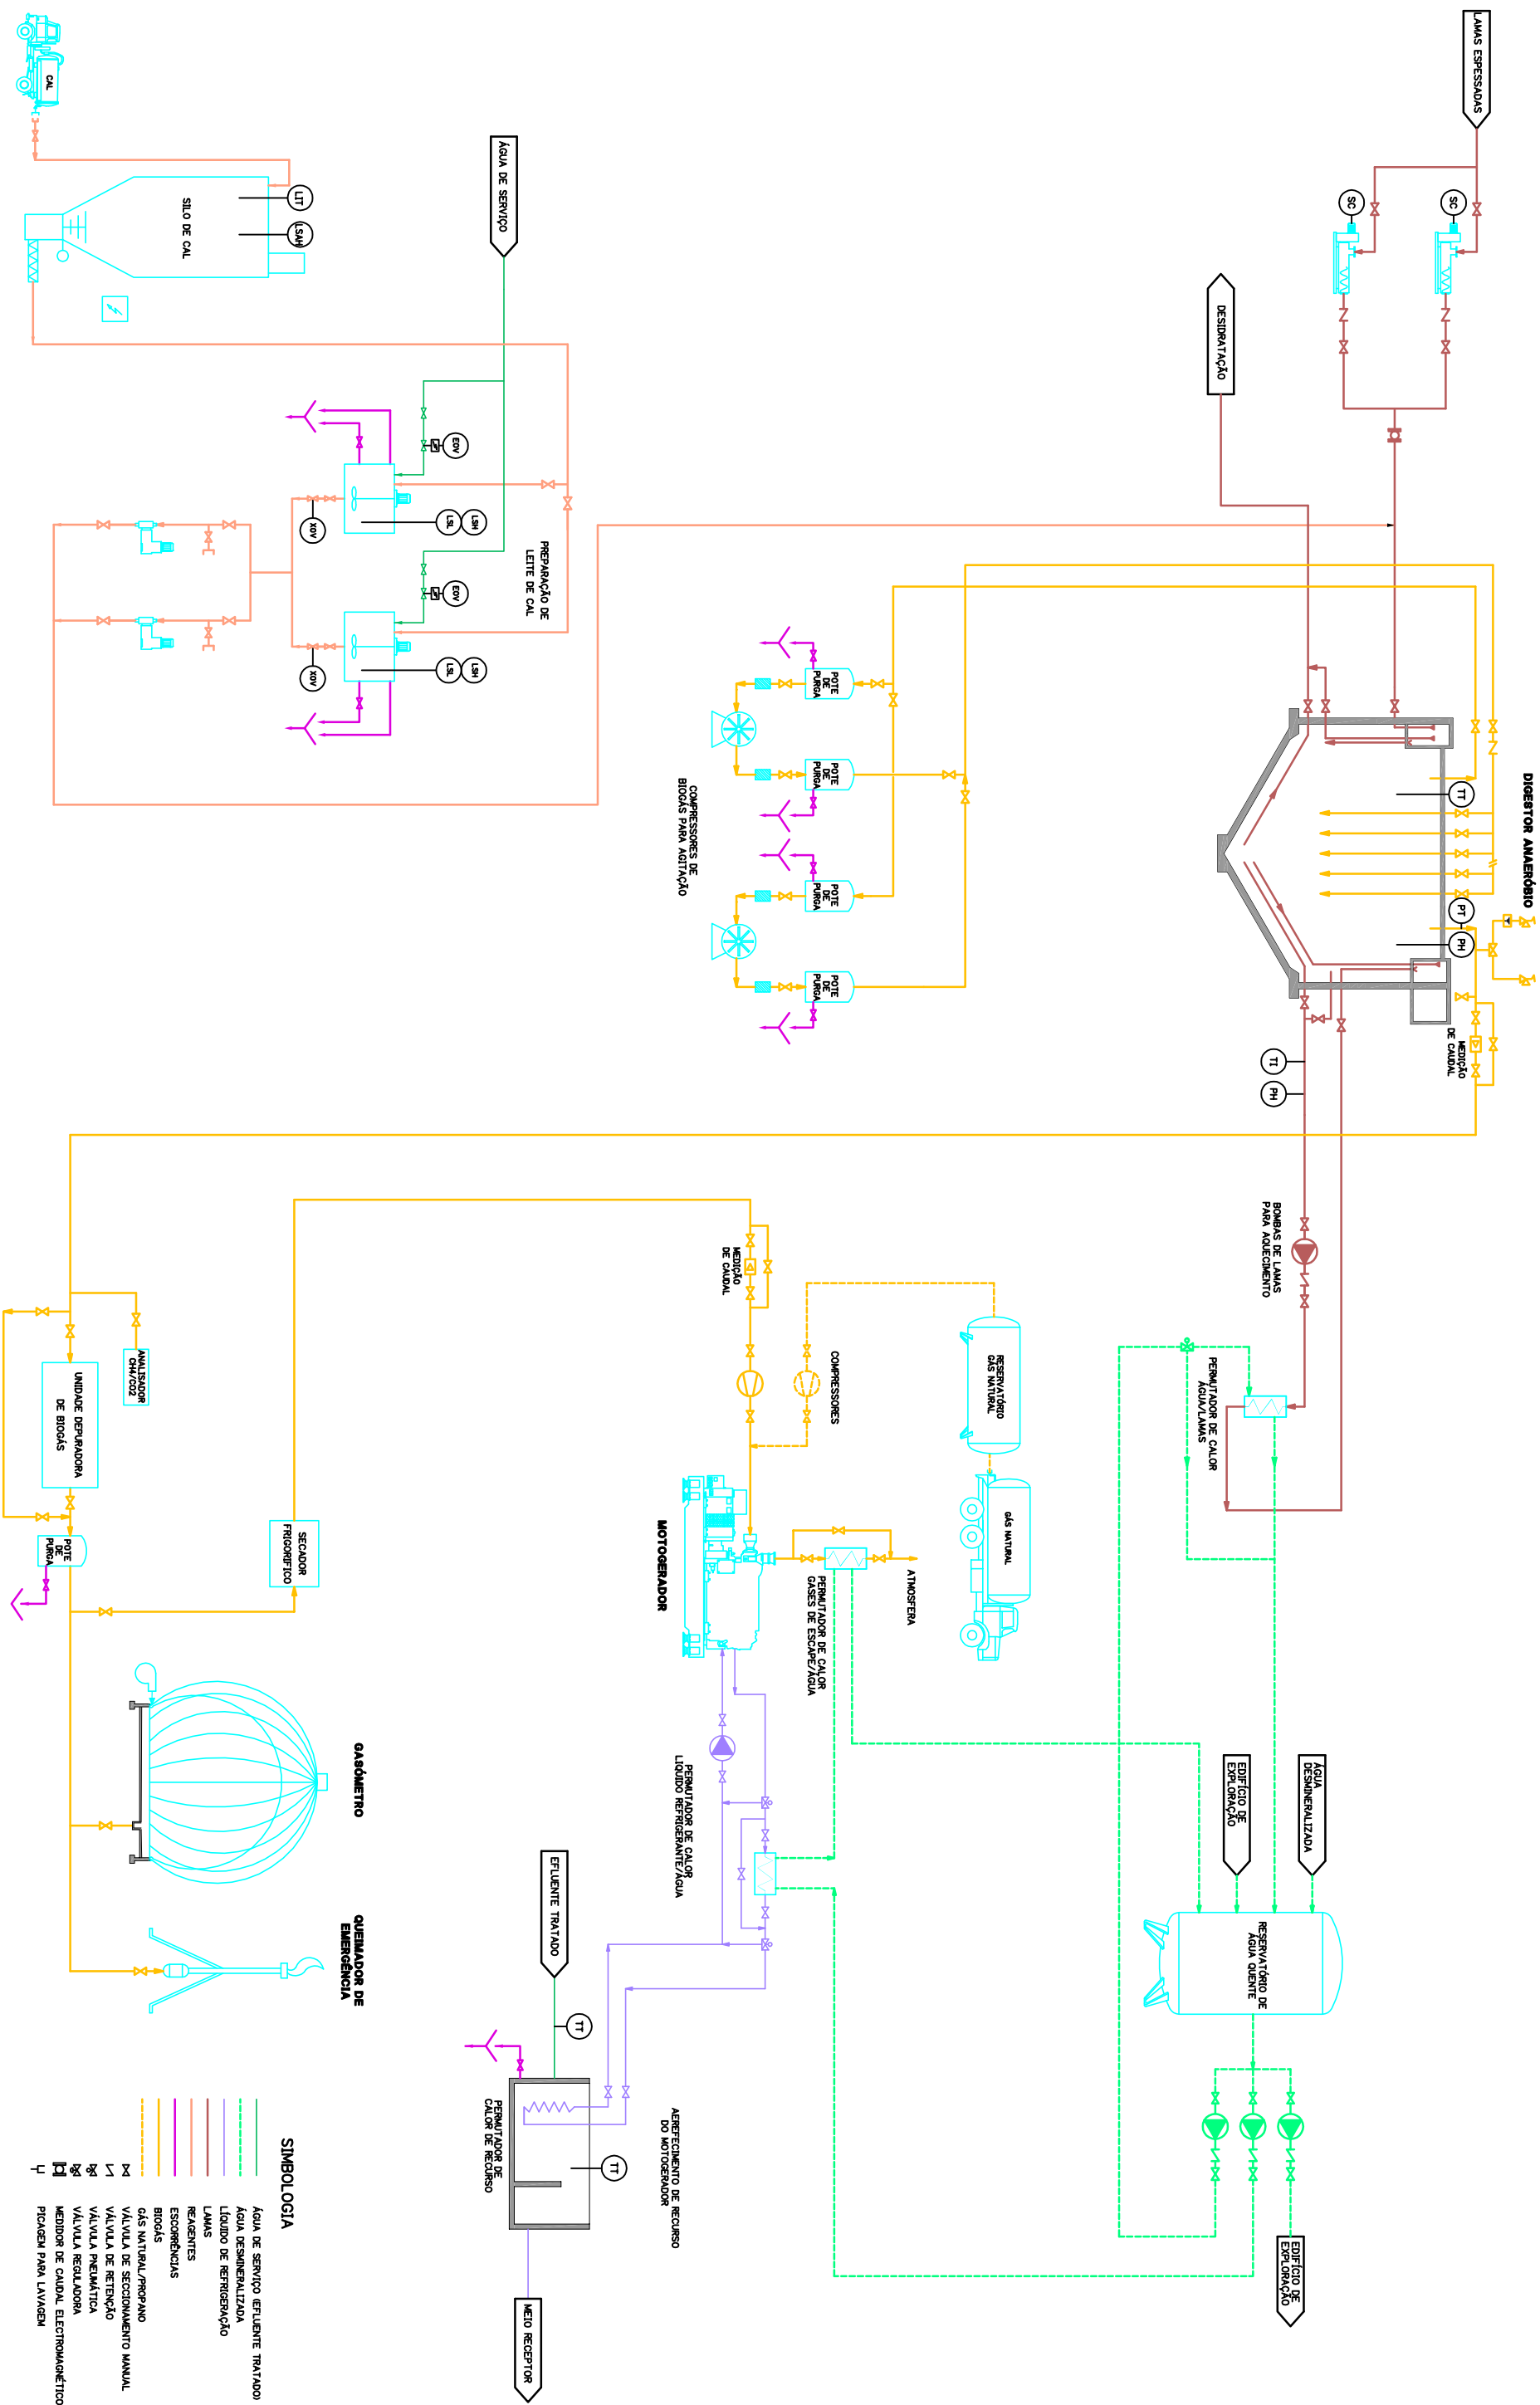 LAMAS ESPESSADAS
SC
SC
DESIDRATAÇÃO
DIGESTOR ANAERÓBIO
TT
PT
PH
MEDIÇÃO
DE CAUDAL
TI
PH
BOMBAS DE LAMAS
PARA AQUECIMENTO
PERMUTADOR DE CALOR
ÁGUA/LAMAS
ÁGUA
DESMINERALIZADA
EDIFÍCIO DE
EXPLORAÇÃO
RESERVATÓRIO DE
ÁGUA QUENTE
EDIFÍCIO DE
EXPLORAÇÃO
CAL
LIT
LSAH
SILO DE CAL
ÁGUA DE SERVIÇO
EOV
LSL
LSH
XOV
EOV
LSL
LSH
XOV
PREPARAÇÃO DE
LEITE DE CAL
POTE
DE
PURGA
POTE
DE
PURGA
POTE
DE
PURGA
POTE
DE
PURGA
COMPRESSORES DE
BIOGÁS PARA AGITAÇÃO
MEDIÇÃO
DE CAUDAL
COMPRESSORES
RESERVATÓRIO
GÁS NATURAL
GÁS NATURAL
MOTOGERADOR
ATMOSFERA
PERMUTADOR DE CALOR
GASES DE ESCAPE/ÁGUA
PERMUTADOR DE CALOR
LIQUIDO REFRIGERANTE/ÁGUA
ANALISADOR
CH4/CO2
UNIDADE DEPURADORA
DE BIOGÁS
POTE
DE
PURGA
SECADOR
FRIGORIFICO
GASÓMETRO
QUEIMADOR DE
EMERGÊNCIA
EFLUENTE TRATADO
TT
TT
PERMUTADOR DE
CALOR DE RECURSO
AEREFECIMENTO DE RECURSO
DO MOTOGERADOR
MEIO RECEPTOR
SIMBOLOGIA
ÁGUA DE SERVIÇO (EFLUENTE TRATADO)
ÁGUA DESMINERALIZADA
LÍQUIDO DE REFRIGERAÇÃO
LAMAS
REAGENTES
ESCORRÊNCIAS
BIOGÁS
GÁS NATURAL/PROPANO
VÁLVULA DE SECCIONAMENTO MANUAL
VÁLVULA DE RETENÇÃO
VÁLVULA PNEUMÁTICA
VÁLVULA REGULADORA
MEDIDOR DE CAUDAL ELECTROMAGNÉTICO
PICAGEM PARA LAVAGEM